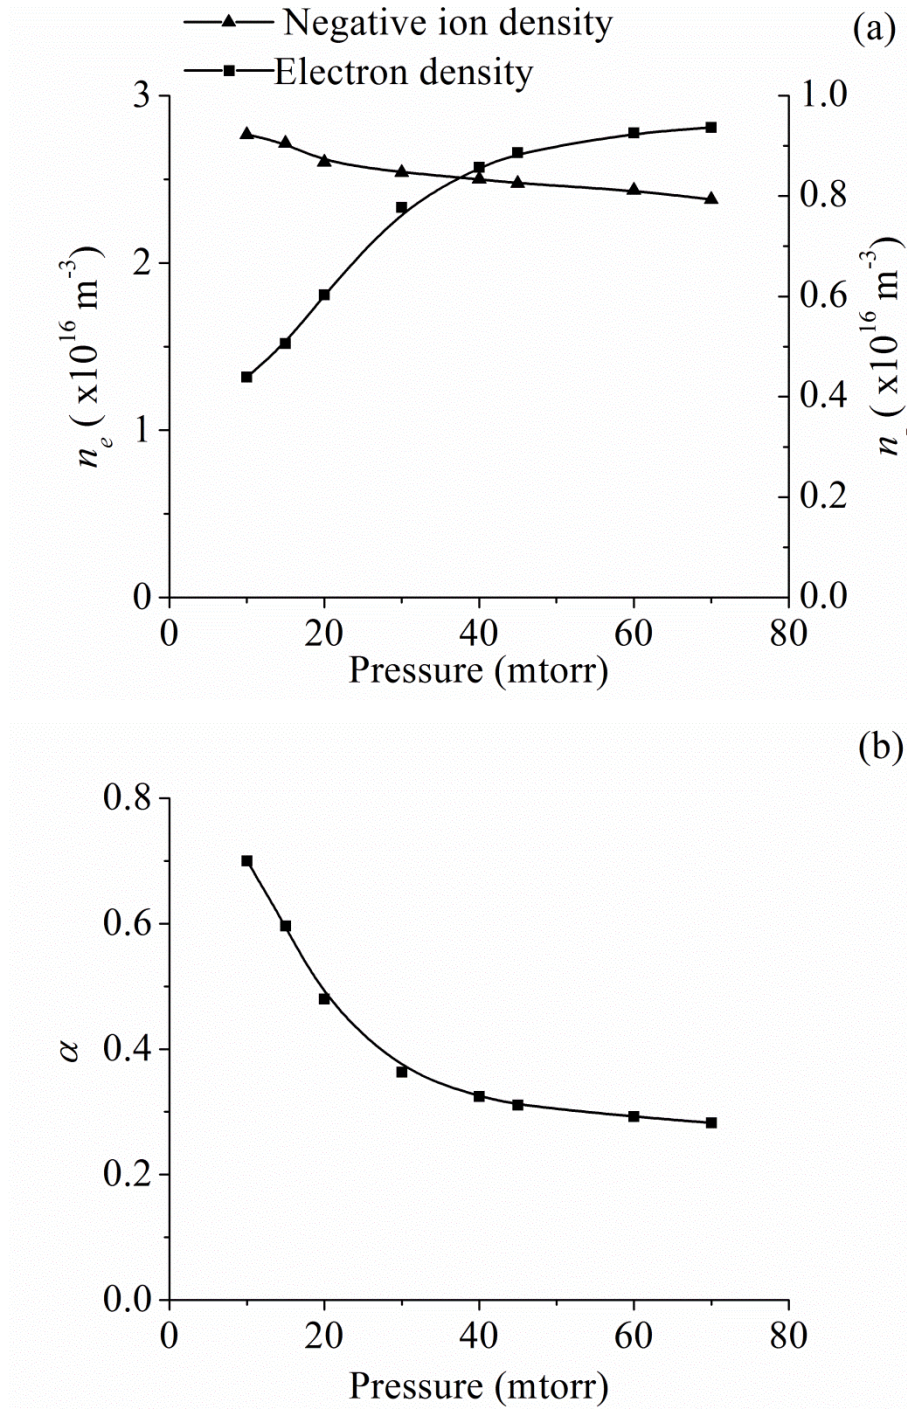 Negative ion density
(a)
Electron density
3
2
1
0
n_e ( x10^16 m^-3)
1.0
0.8
0.6
0.4
0.2
0.0
n_- ( x10^16 m^-3)
0 20 40 60 80
Pressure (mtorr)
(b)
0.8
0.6
0.4
0.2
0.0
α
0 20 40 60 80
Pressure (mtorr)